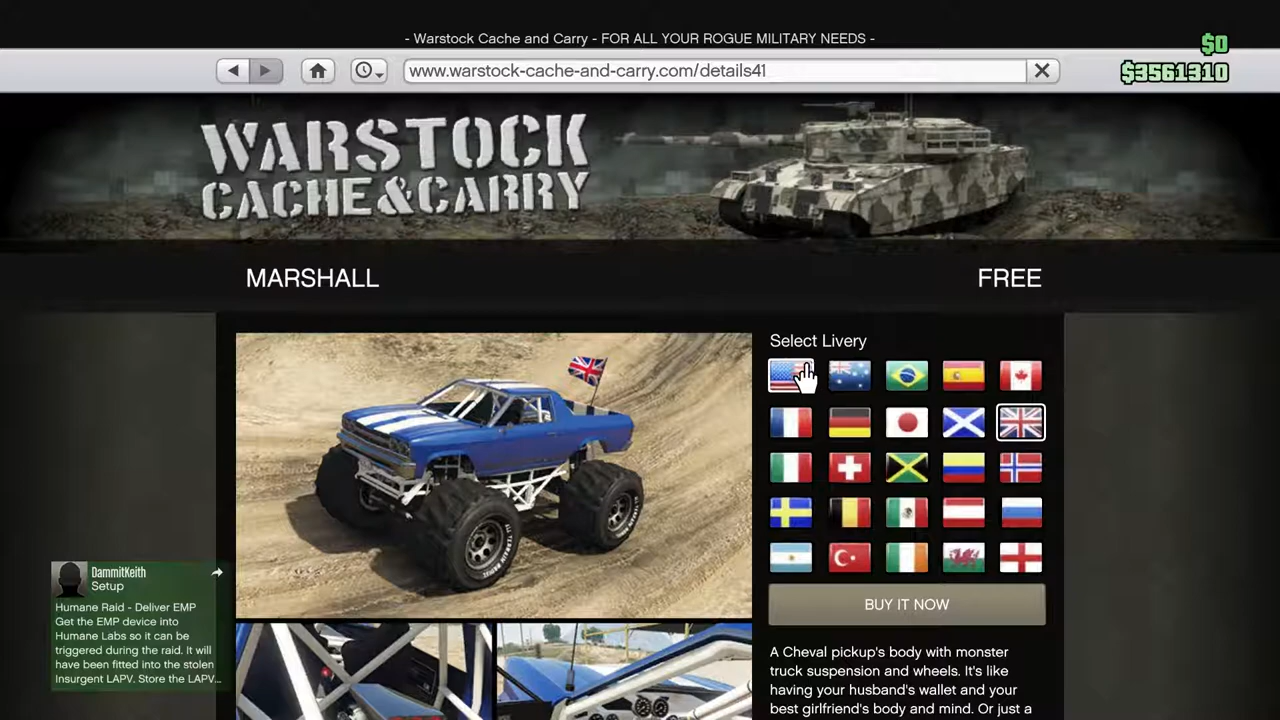 - Warstock Cache and Carry - FOR ALL YOUR ROGUE MILITARY NEEDS -
$0
www.warstock-cache-and-carry.com/details41
$3561310
WARSTOCK
CACHE&CARRY
MARSHALL
FREE
Select Livery
BUY IT NOW
A Cheval pickup's body with monster
truck suspension and wheels. It's like
having your husband's wallet and your
best girlfriend's body and mind. Or just a
DammitKeith
Setup
Humane Raid - Deliver EMP
Get the EMP device into
Humane Labs so it can be
triggered during the raid. It will
have been fitted into the stolen
Insurgent LAPV. Store the LAPV...